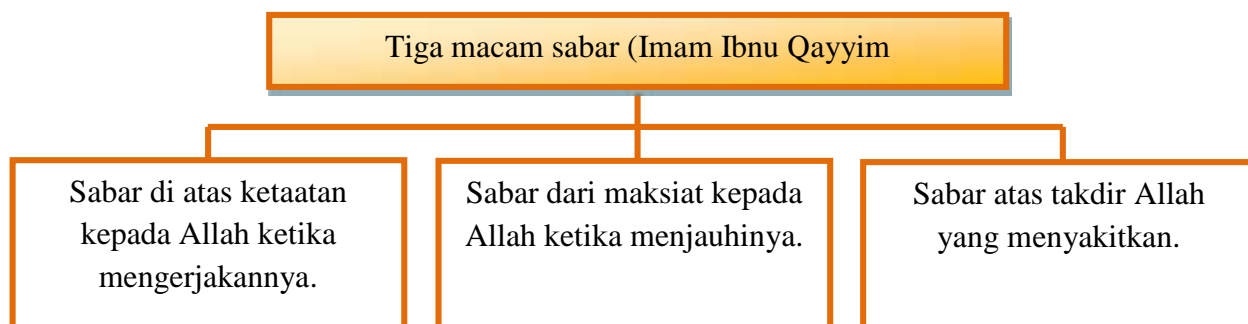 Tiga macam sabar (Imam Ibnu Qayyim
Sabar di atas ketaatan
kepada Allah ketika
mengerjakannya.
Sabar dari maksiat kepada
Allah ketika menjauhinya.
Sabar atas takdir Allah
yang menyakitkan.